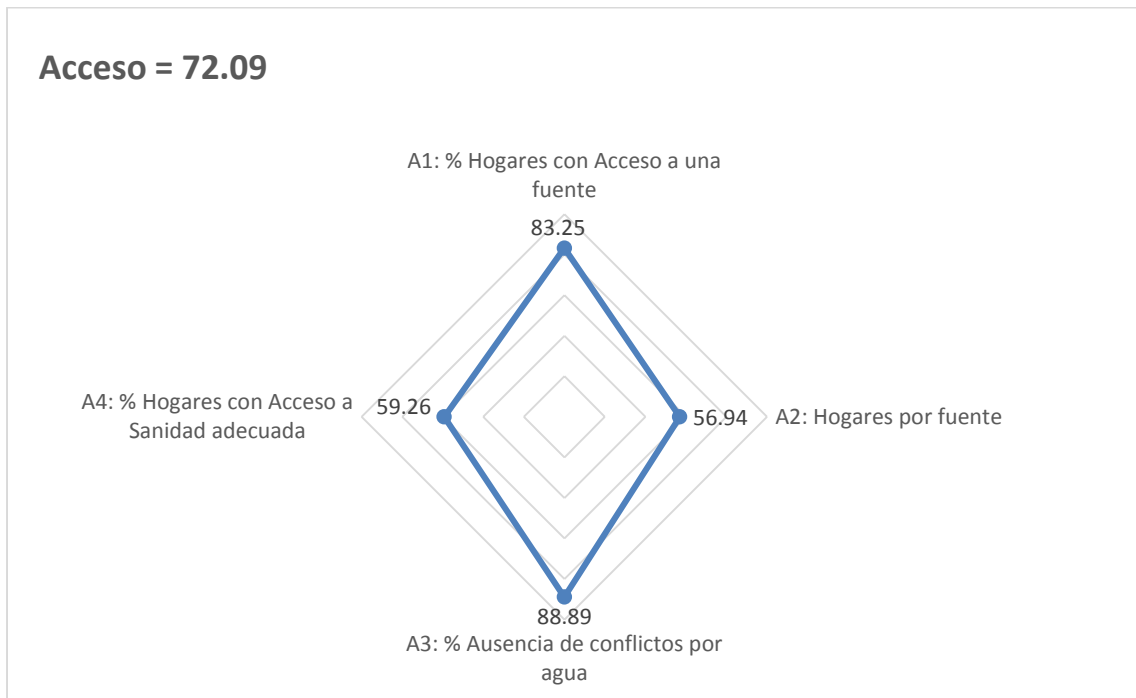 Acceso = 72.09
A1: % Hogares con Acceso a una
fuente
83.25
A4: % Hogares con Acceso a
Sanidad adecuada
59.26
56.94
A2: Hogares por fuente
88.89
A3: % Ausencia de conflictos por
agua